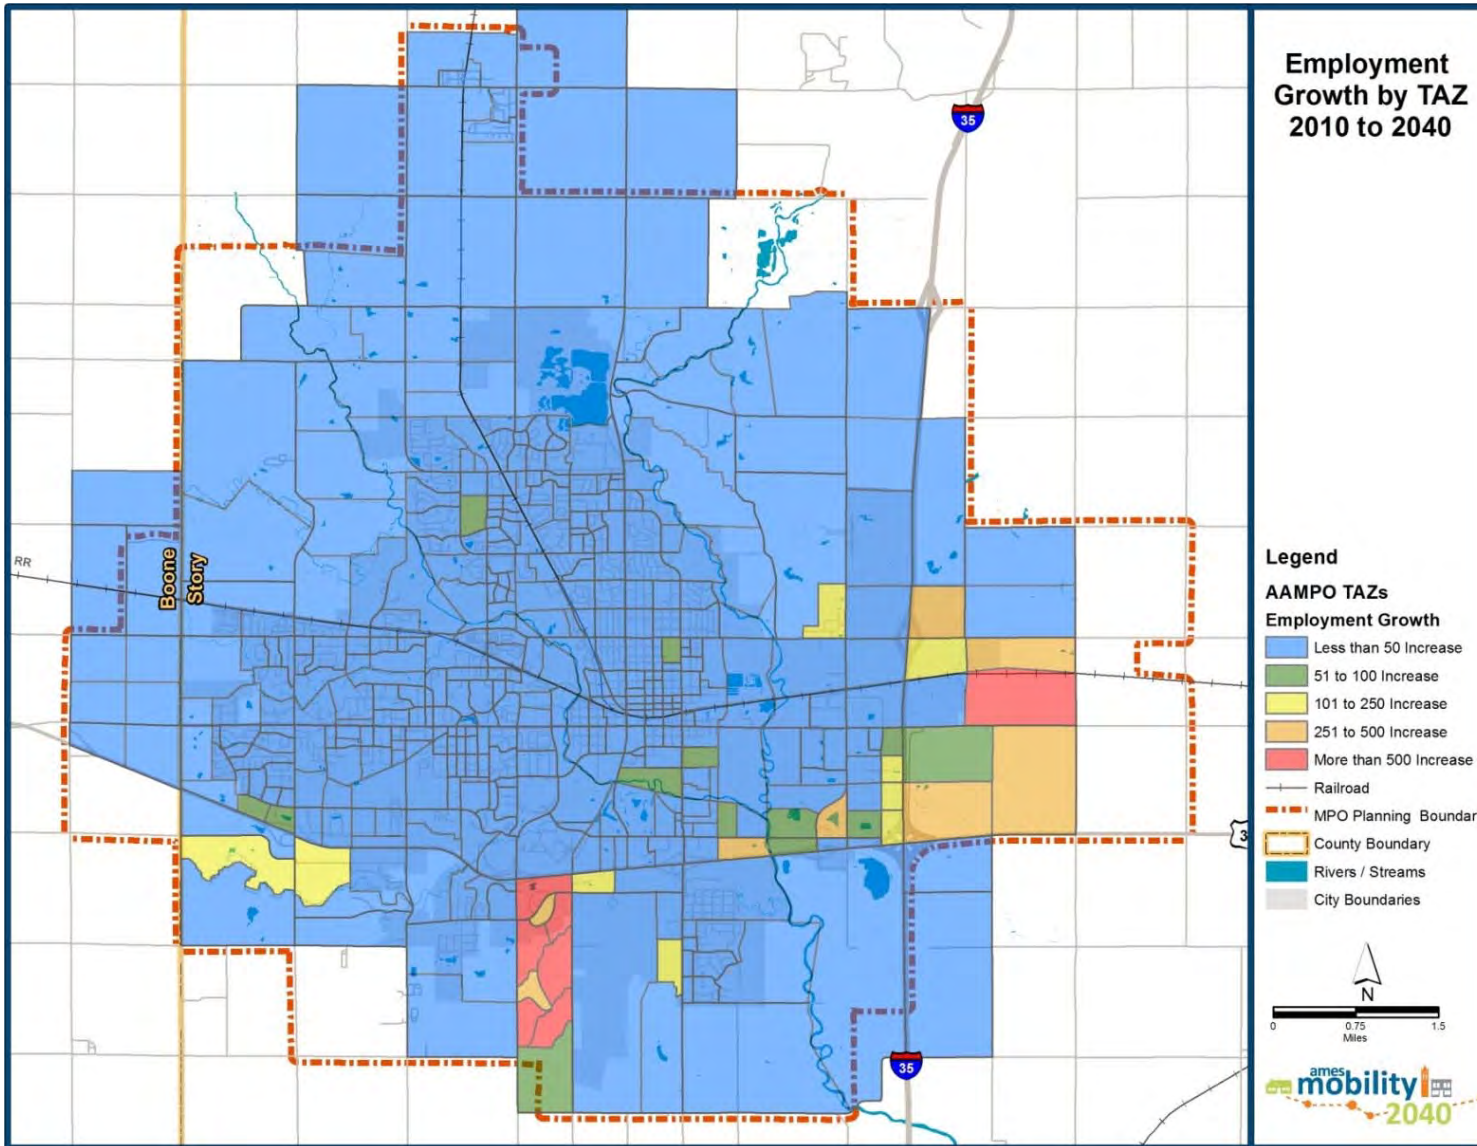 Employment
Growth by TAZ
2010 to 2040
35
RR
Boone
Story
35
3
Legend
AAMPO TAZs
Employment Growth
Less than 50 Increase
51 to 100 Increase
101 to 250 Increase
251 to 500 Increase
More than 500 Increase
Railroad
MPO Planning Boundar
County Boundary
Rivers / Streams
City Boundaries
N
0 0.75 1.5
Miles
ames
mobility
2040